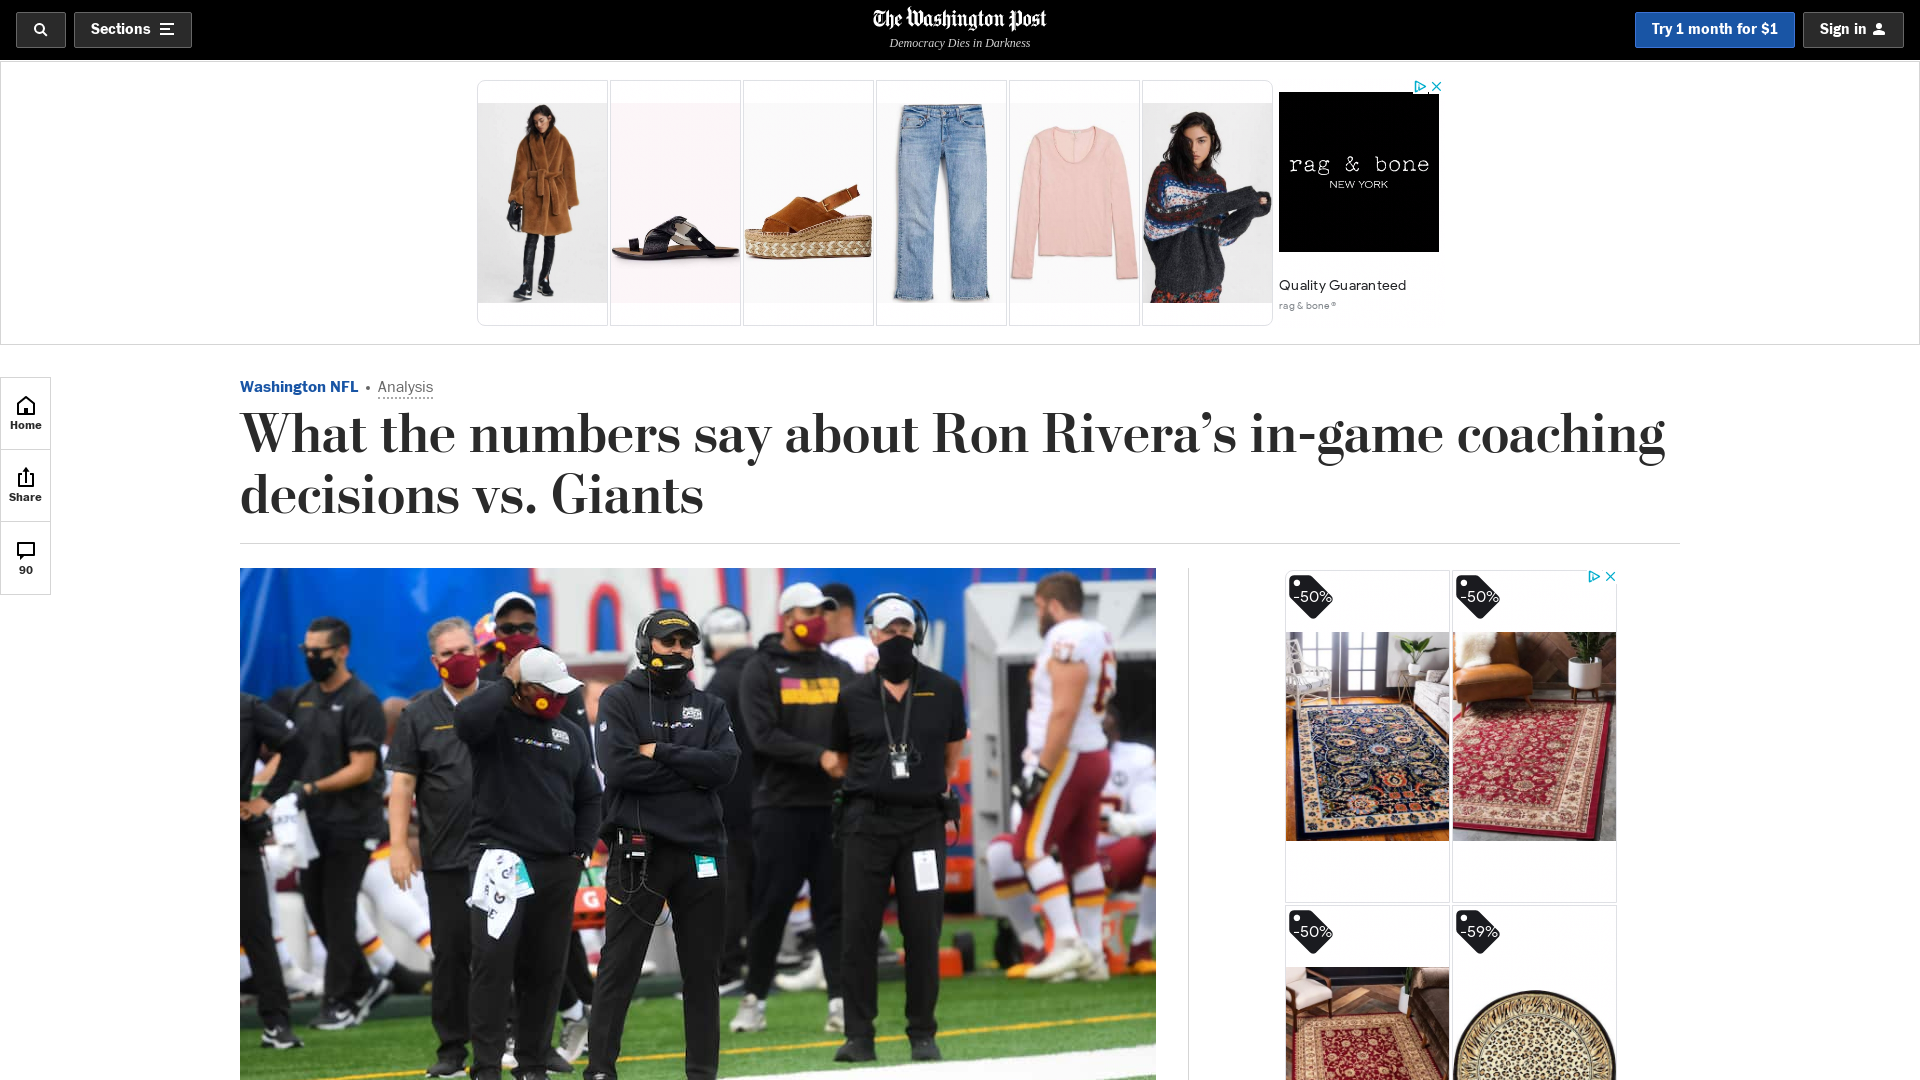 Sections
The Washington Post
Democracy Dies in Darkness
Try 1 month for $1
Sign in
rag & bone
NEW YORK
Quality Guaranteed
rag & bone®
Home
Share
90
Washington NFL • Analysis
What the numbers say about Ron Rivera’s in-game coaching
decisions vs. Giants
-50%
-50%
-50%
-59%